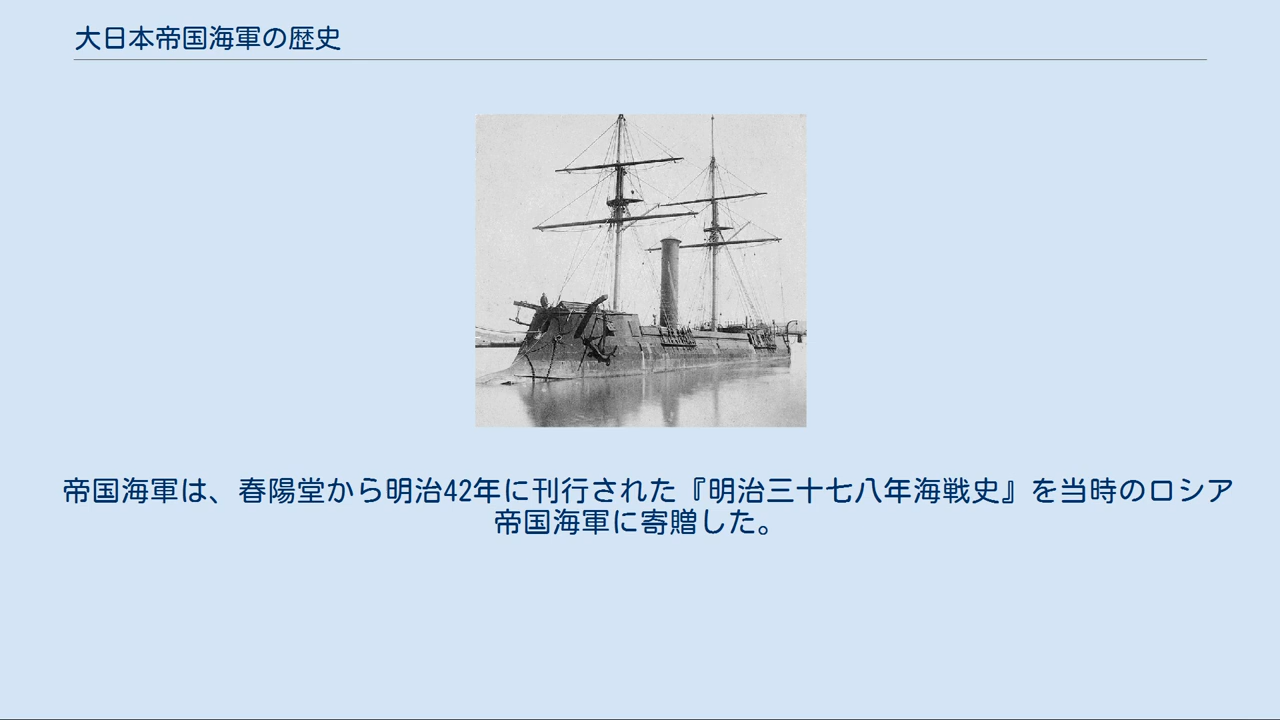 大日本帝国海軍の歴史
帝国海軍は、春陽堂から明治42年に刊行された『明治三十七八年海戦史』を当時のロシア
帝国海軍に寄贈した。